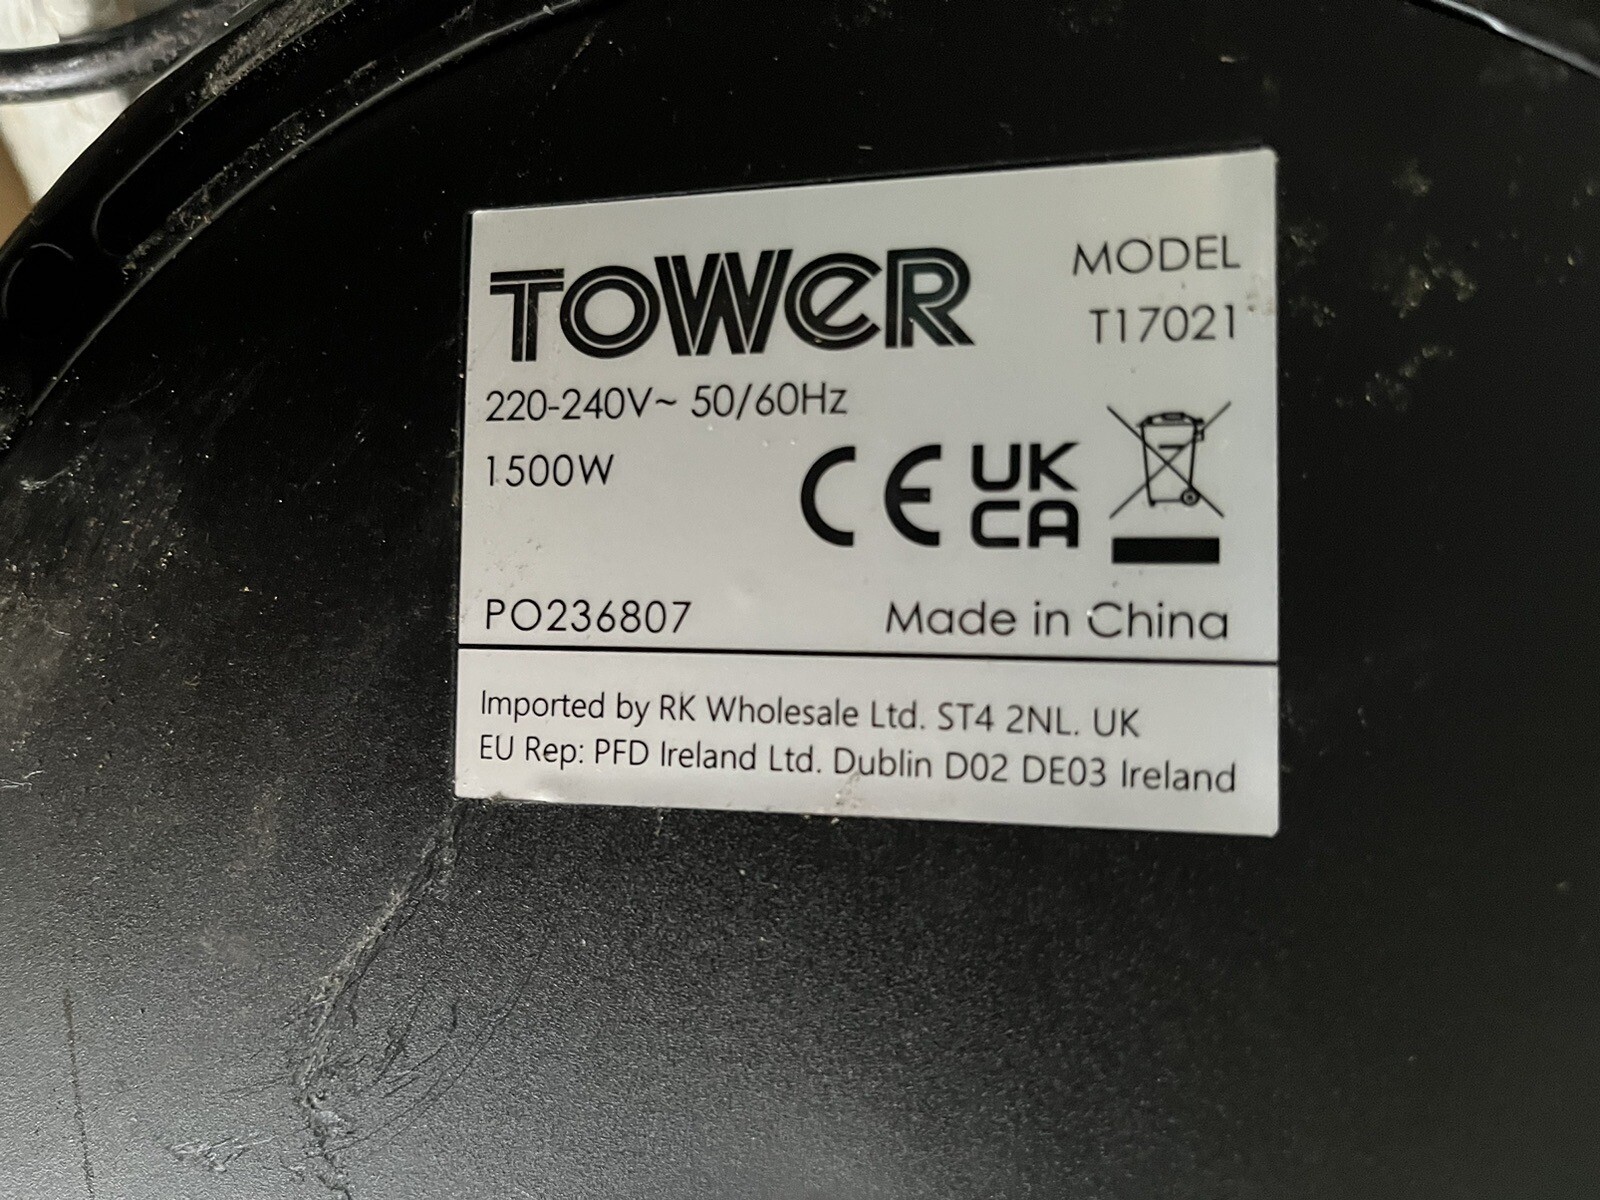 TOWER
MODEL
T17021
220-240V~ 50/60Hz
1500W
CE
UK
CA
PO236807
Made in China
Imported by RK Wholesale Ltd. ST4 2NL. UK
EU Rep: PFD Ireland Ltd. Dublin D02 DE03 Ireland